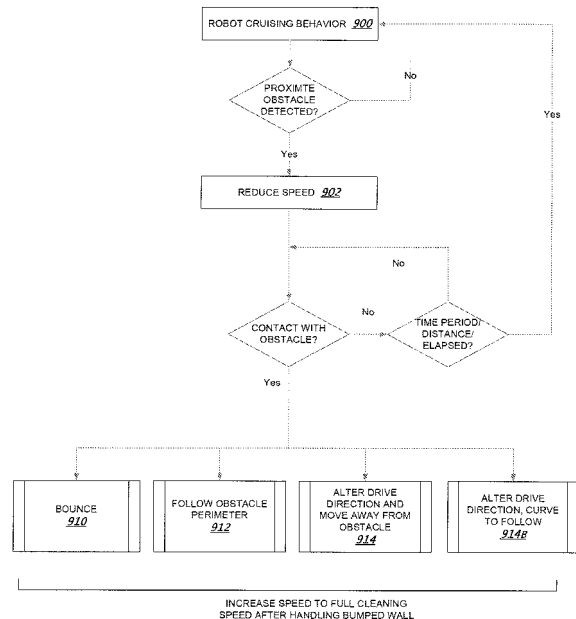 ROBOT CRUISING BEHAVIOR 900
No
PROXIMTE
OBSTACLE
DETECTED?
Yes
Yes
REDUCE SPEED 902
No
CONTACT WITH
OBSTACLE?
No
TIME PERIOD/
DISTANCE/
ELAPSED?
Yes
BOUNCE
910
FOLLOW OBSTACLE
PERIMETER
912
ALTER DRIVE
DIRECTION AND
MOVE AWAY FROM
OBSTACLE
914
ALTER DRIVE
DIRECTION, CURVE
TO FOLLOW
914B
INCREASE SPEED TO FULL CLEANING
SPEED AFTER HANDLING BUMPED WALL